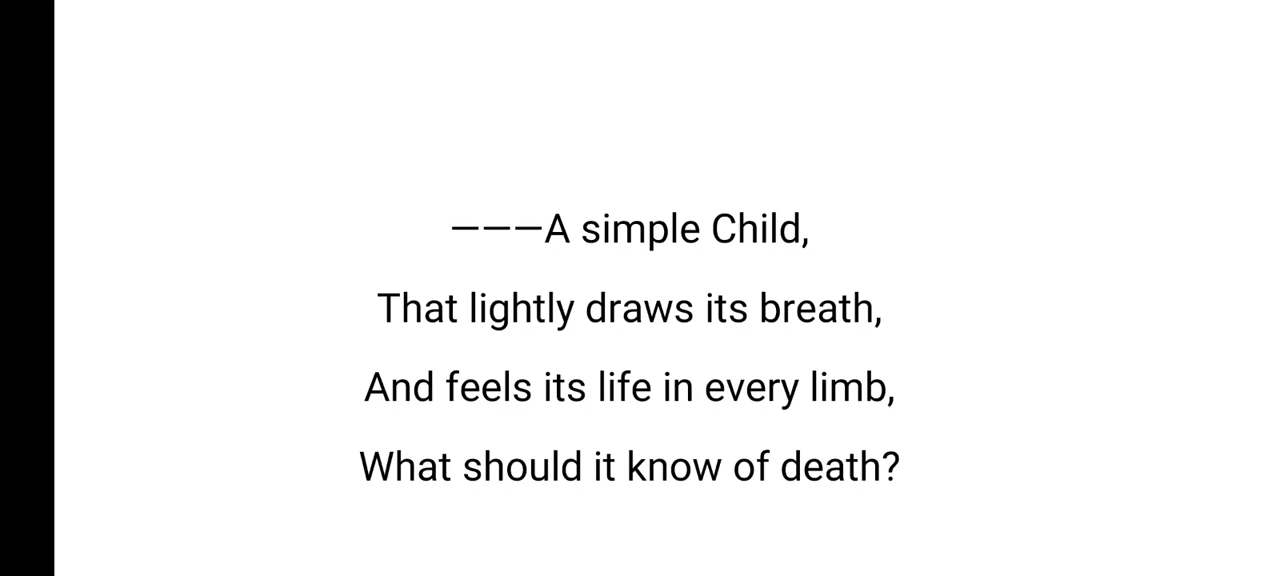 ———A simple Child,
That lightly draws its breath,
And feels its life in every limb,
What should it know of death?